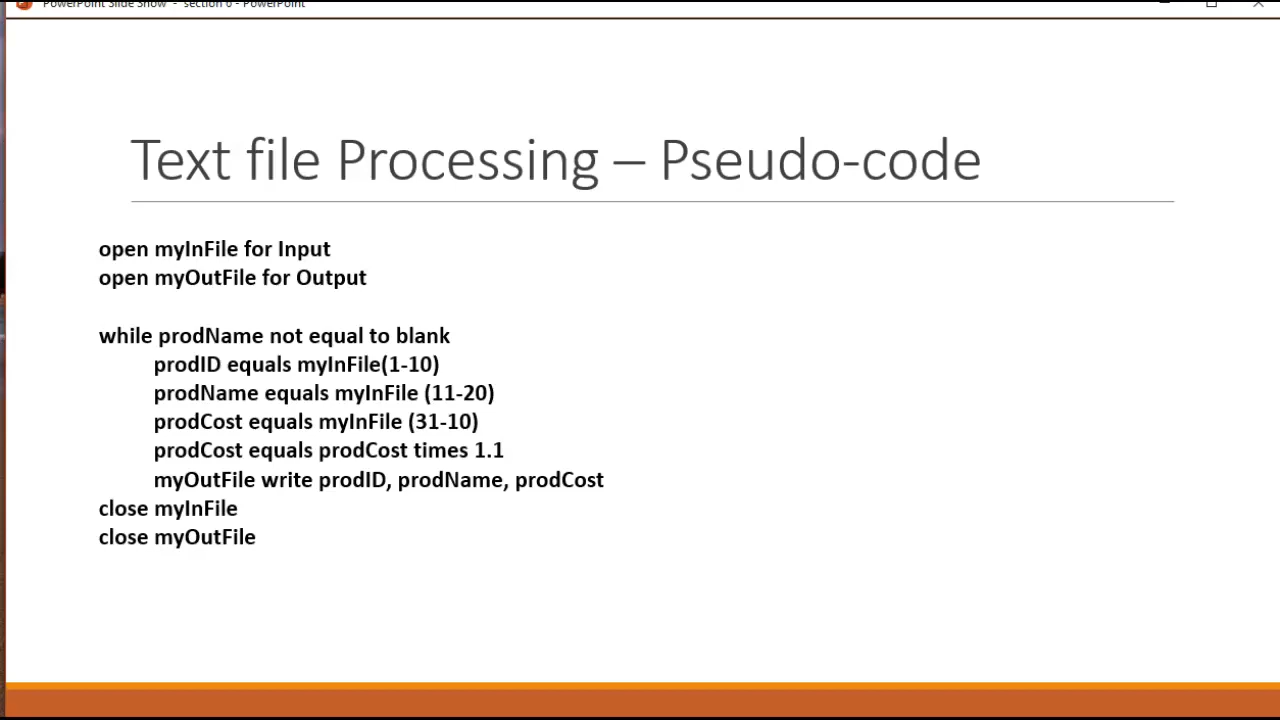 PowerPoint Slide Show - section 6 - PowerPoint
Text file Processing – Pseudo-code
open myInFile for Input
open myOutFile for Output
while prodName not equal to blank
prodID equals myInFile(1-10)
prodName equals myInFile (11-20)
prodCost equals myInFile (31-10)
prodCost equals prodCost times 1.1
myOutFile write prodID, prodName, prodCost
close myInFile
close myOutFile